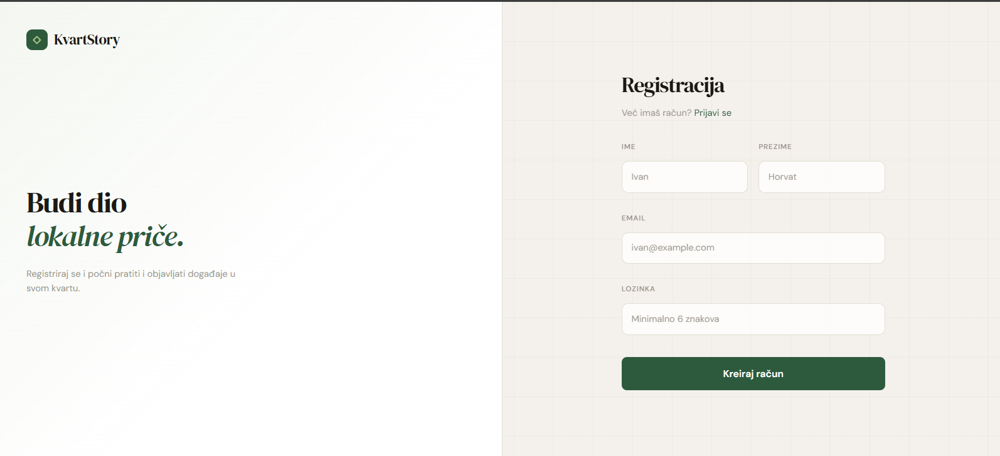 KvartStory
Budi dio
lokalne priče.
Registriraj se i počni pratiti i objavljati događaje u
svom kvartu.
Registracija
Već imaš račun? Prijavi se
IME
PREZIME
Ivan
Horvat
EMAIL
ivan@example.com
LOZINKA
Minimalno 6 znakova
Kreiraj račun